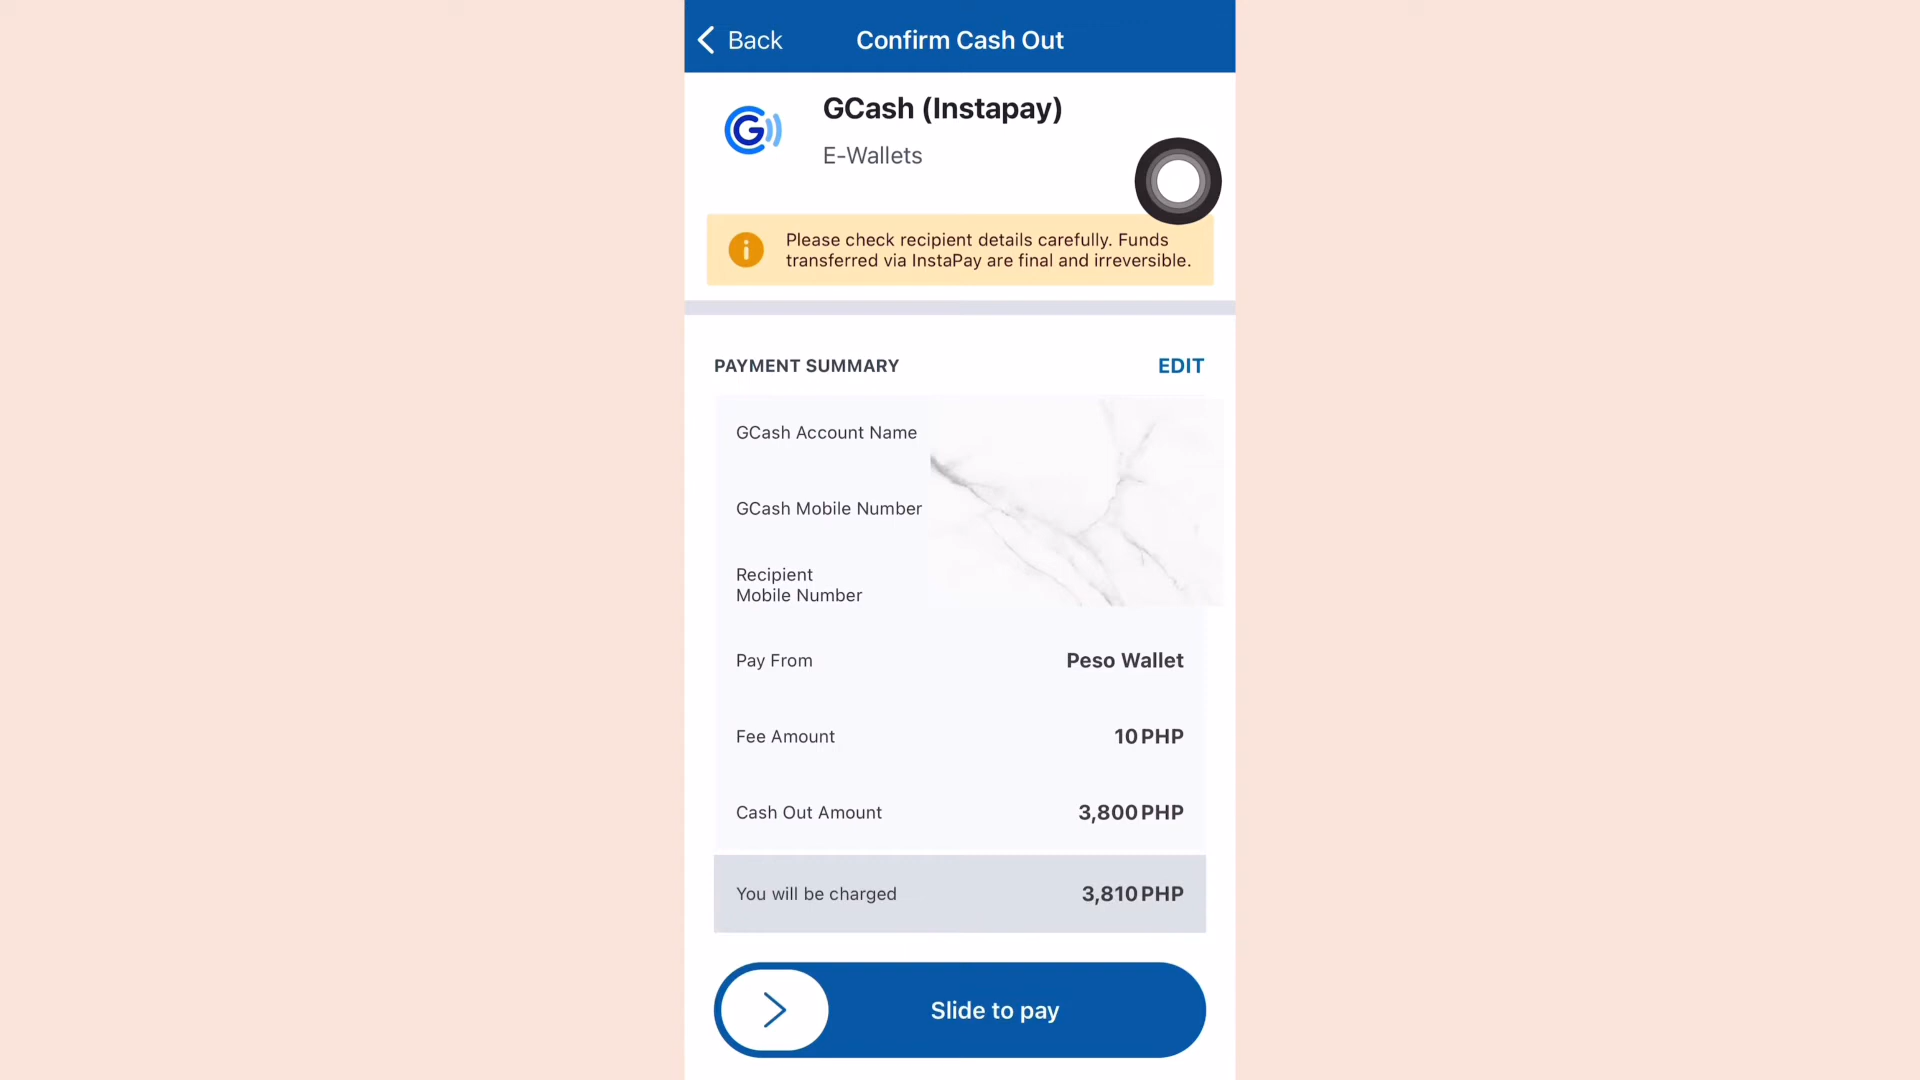 Back
Confirm Cash Out
GCash (Instapay)
E-Wallets
Please check recipient details carefully. Funds
transferred via InstaPay are final and irreversible.
PAYMENT SUMMARY
EDIT
GCash Account Name
GCash Mobile Number
Recipient
Mobile Number
Pay From
Peso Wallet
Fee Amount
10 PHP
Cash Out Amount
3,800 PHP
You will be charged
3,810 PHP
Slide to pay